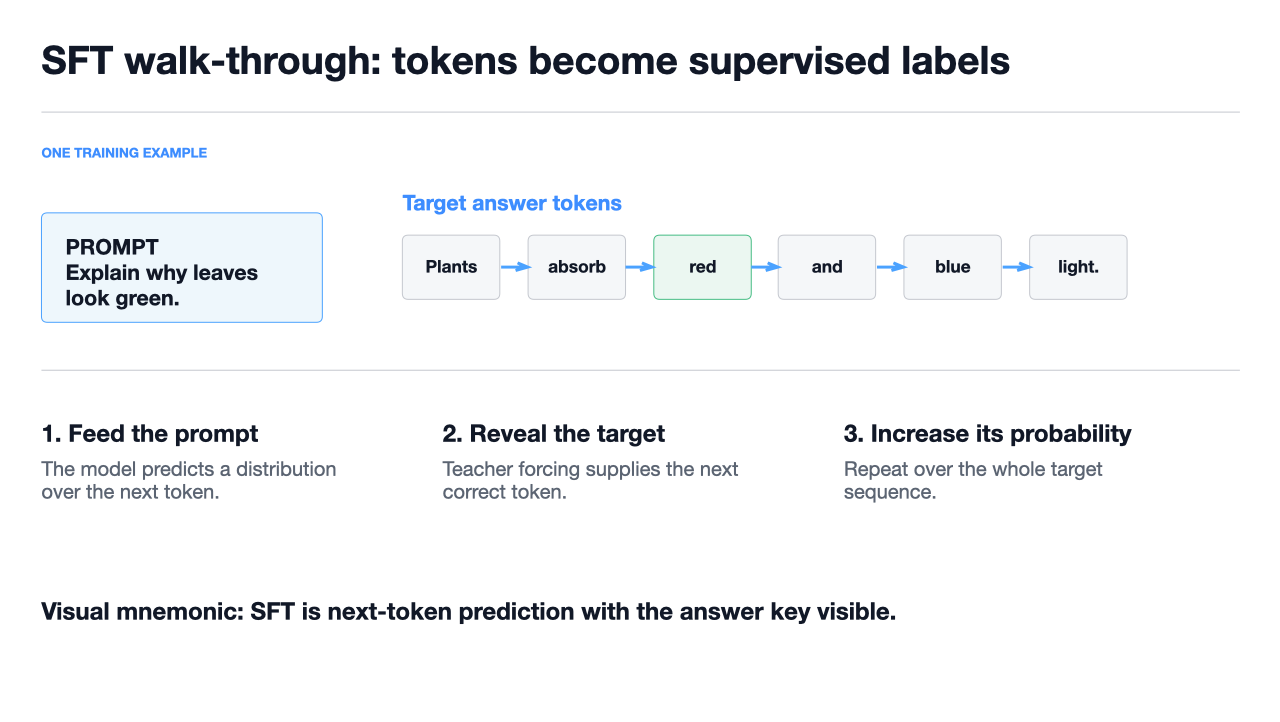 SFT walk-through: tokens become supervised labels
ONE TRAINING EXAMPLE
PROMPT
Explain why leaves
look green.
Target answer tokens
Plants absorb red and blue light.
1. Feed the prompt
The model predicts a distribution
over the next token.
2. Reveal the target
Teacher forcing supplies the next
correct token.
3. Increase its probability
Repeat over the whole target
sequence.
Visual mnemonic: SFT is next-token prediction with the answer key visible.